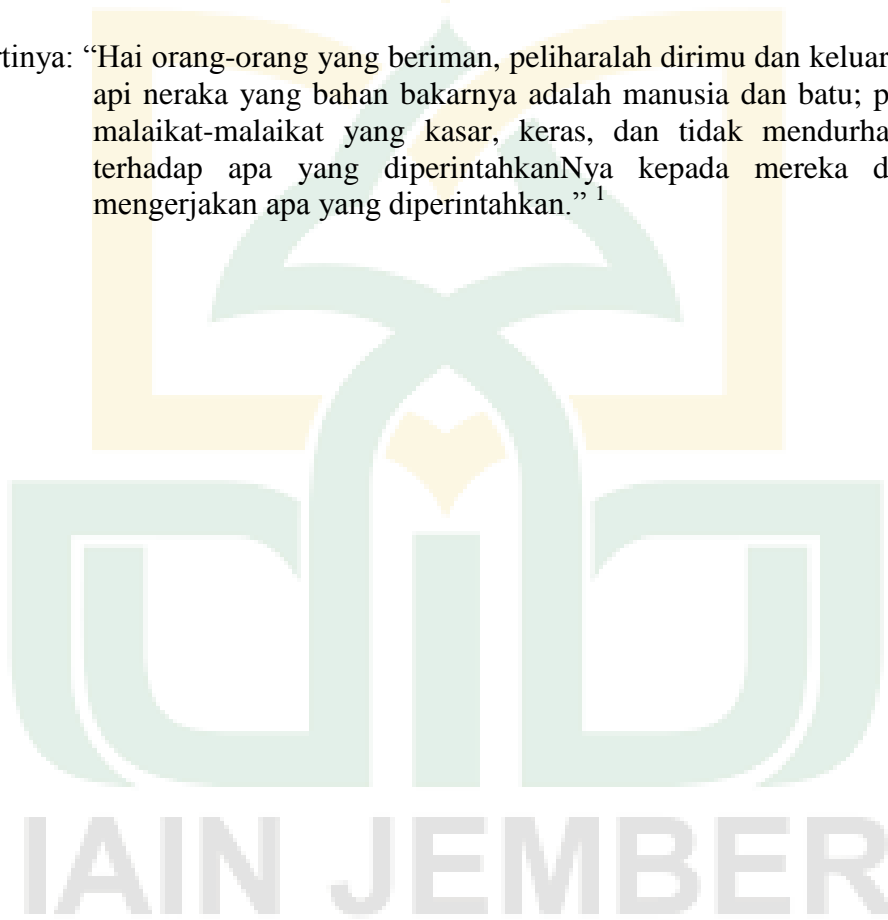 rtinya: “Hai orang-orang yang beriman, peliharalah dirimu dan keluar
api neraka yang bahan bakarnya adalah manusia dan batu; p
malaikat-malaikat yang kasar, keras, dan tidak mendurha
terhadap apa yang diperintahkanNya kepada mereka d
mengerjakan apa yang diperintahkan.” 1
IAIN JEMBER